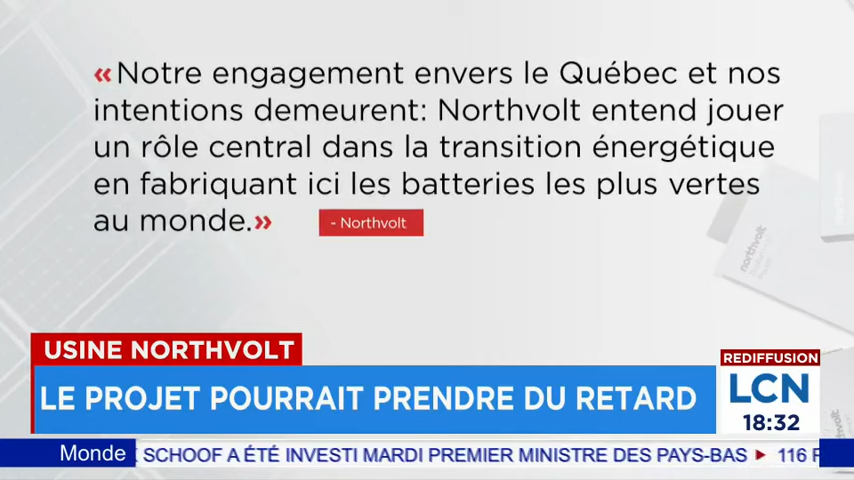 «Notre engagement envers le Québec et nos
intentions demeurent: Northvolt entend jouer
un rôle central dans la transition énergétique
en fabriquant ici les batteries les plus vertes
au monde.»
- Northvolt
northvolt
USINE NORTHVOLT
LE PROJET POURRAIT PRENDRE DU RETARD
REDIFFUSION
LCN
18:32
northvolt
Monde
SCHOOF A ÉTÉ INVESTI MARDI PREMIER MINISTRE DES PAYS-BAS ► 116